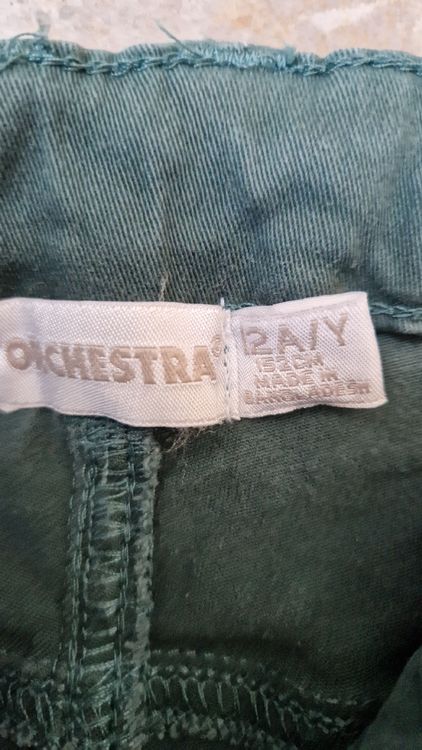 ORCHESTRA®
12A/Y
152CM
MADE IN
BANGLADESH